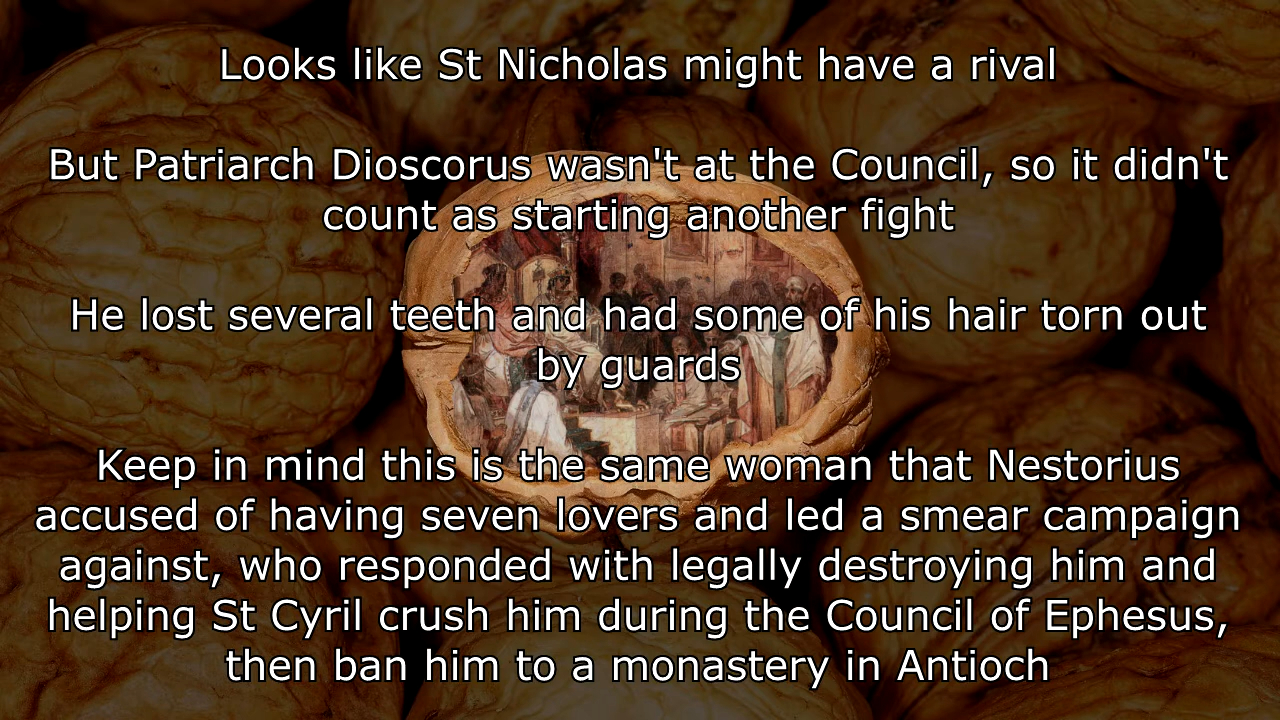 Looks like St Nicholas might have a rival
But Patriarch Dioscorus wasn't at the Council, so it didn't
count as starting another fight
He lost several teeth and had some of his hair torn out
by guards
Keep in mind this is the same woman that Nestorius
accused of having seven lovers and led a smear campaign
against, who responded with legally destroying him and
helping St Cyril crush him during the Council of Ephesus,
then ban him to a monastery in Antioch